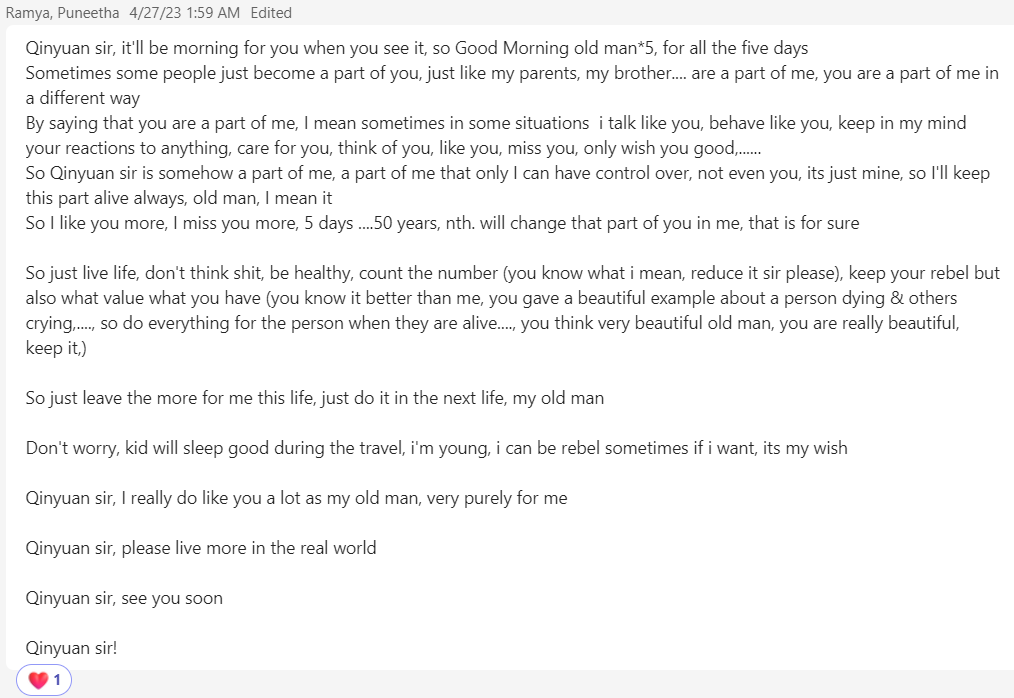 Ramya, Puneetha 4/27/23 1:59 AM Edited
Qinyuan sir, it'll be morning for you when you see it, so Good Morning old man*5, for all the five days
Sometimes some people just become a part of you, just like my parents, my brother.... are a part of me, you are a part of me in
a different way
By saying that you are a part of me, I mean sometimes in some situations  i talk like you, behave like you, keep in my mind
your reactions to anything, care for you, think of you, like you, miss you, only wish you good,......
So Qinyuan sir is somehow a part of me, a part of me that only I can have control over, not even you, its just mine, so I'll keep
this part alive always, old man, I mean it
So I like you more, I miss you more, 5 days ....50 years, nth. will change that part of you in me, that is for sure
So just live life, don't think shit, be healthy, count the number (you know what i mean, reduce it sir please), keep your rebel but
also what value what you have (you know it better than me, you gave a beautiful example about a person dying & others
crying,...., so do everything for the person when they are alive...., you think very beautiful old man, you are really beautiful,
keep it,)
So just leave the more for me this life, just do it in the next life, my old man
Don't worry, kid will sleep good during the travel, i'm young, i can be rebel sometimes if i want, its my wish
Qinyuan sir, I really do like you a lot as my old man, very purely for me
Qinyuan sir, please live more in the real world
Qinyuan sir, see you soon
Qinyuan sir!
1